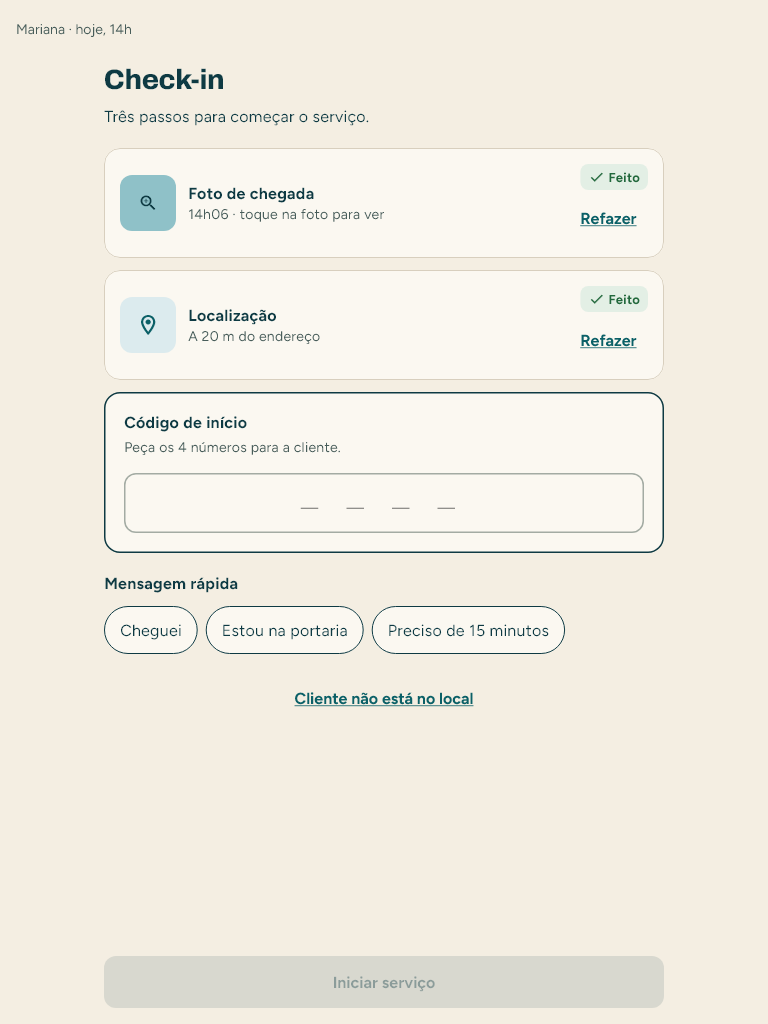 Mariana · hoje, 14h
Check-in
Três passos para começar o serviço.
Foto de chegada
14h06 · toque na foto para ver
Feito
Refazer
Localização
A 20 m do endereço
Feito
Refazer
Código de início
Peça os 4 números para a cliente.
— — — —
Mensagem rápida
Cheguei
Estou na portaria
Preciso de 15 minutos
Cliente não está no local
Iniciar serviço